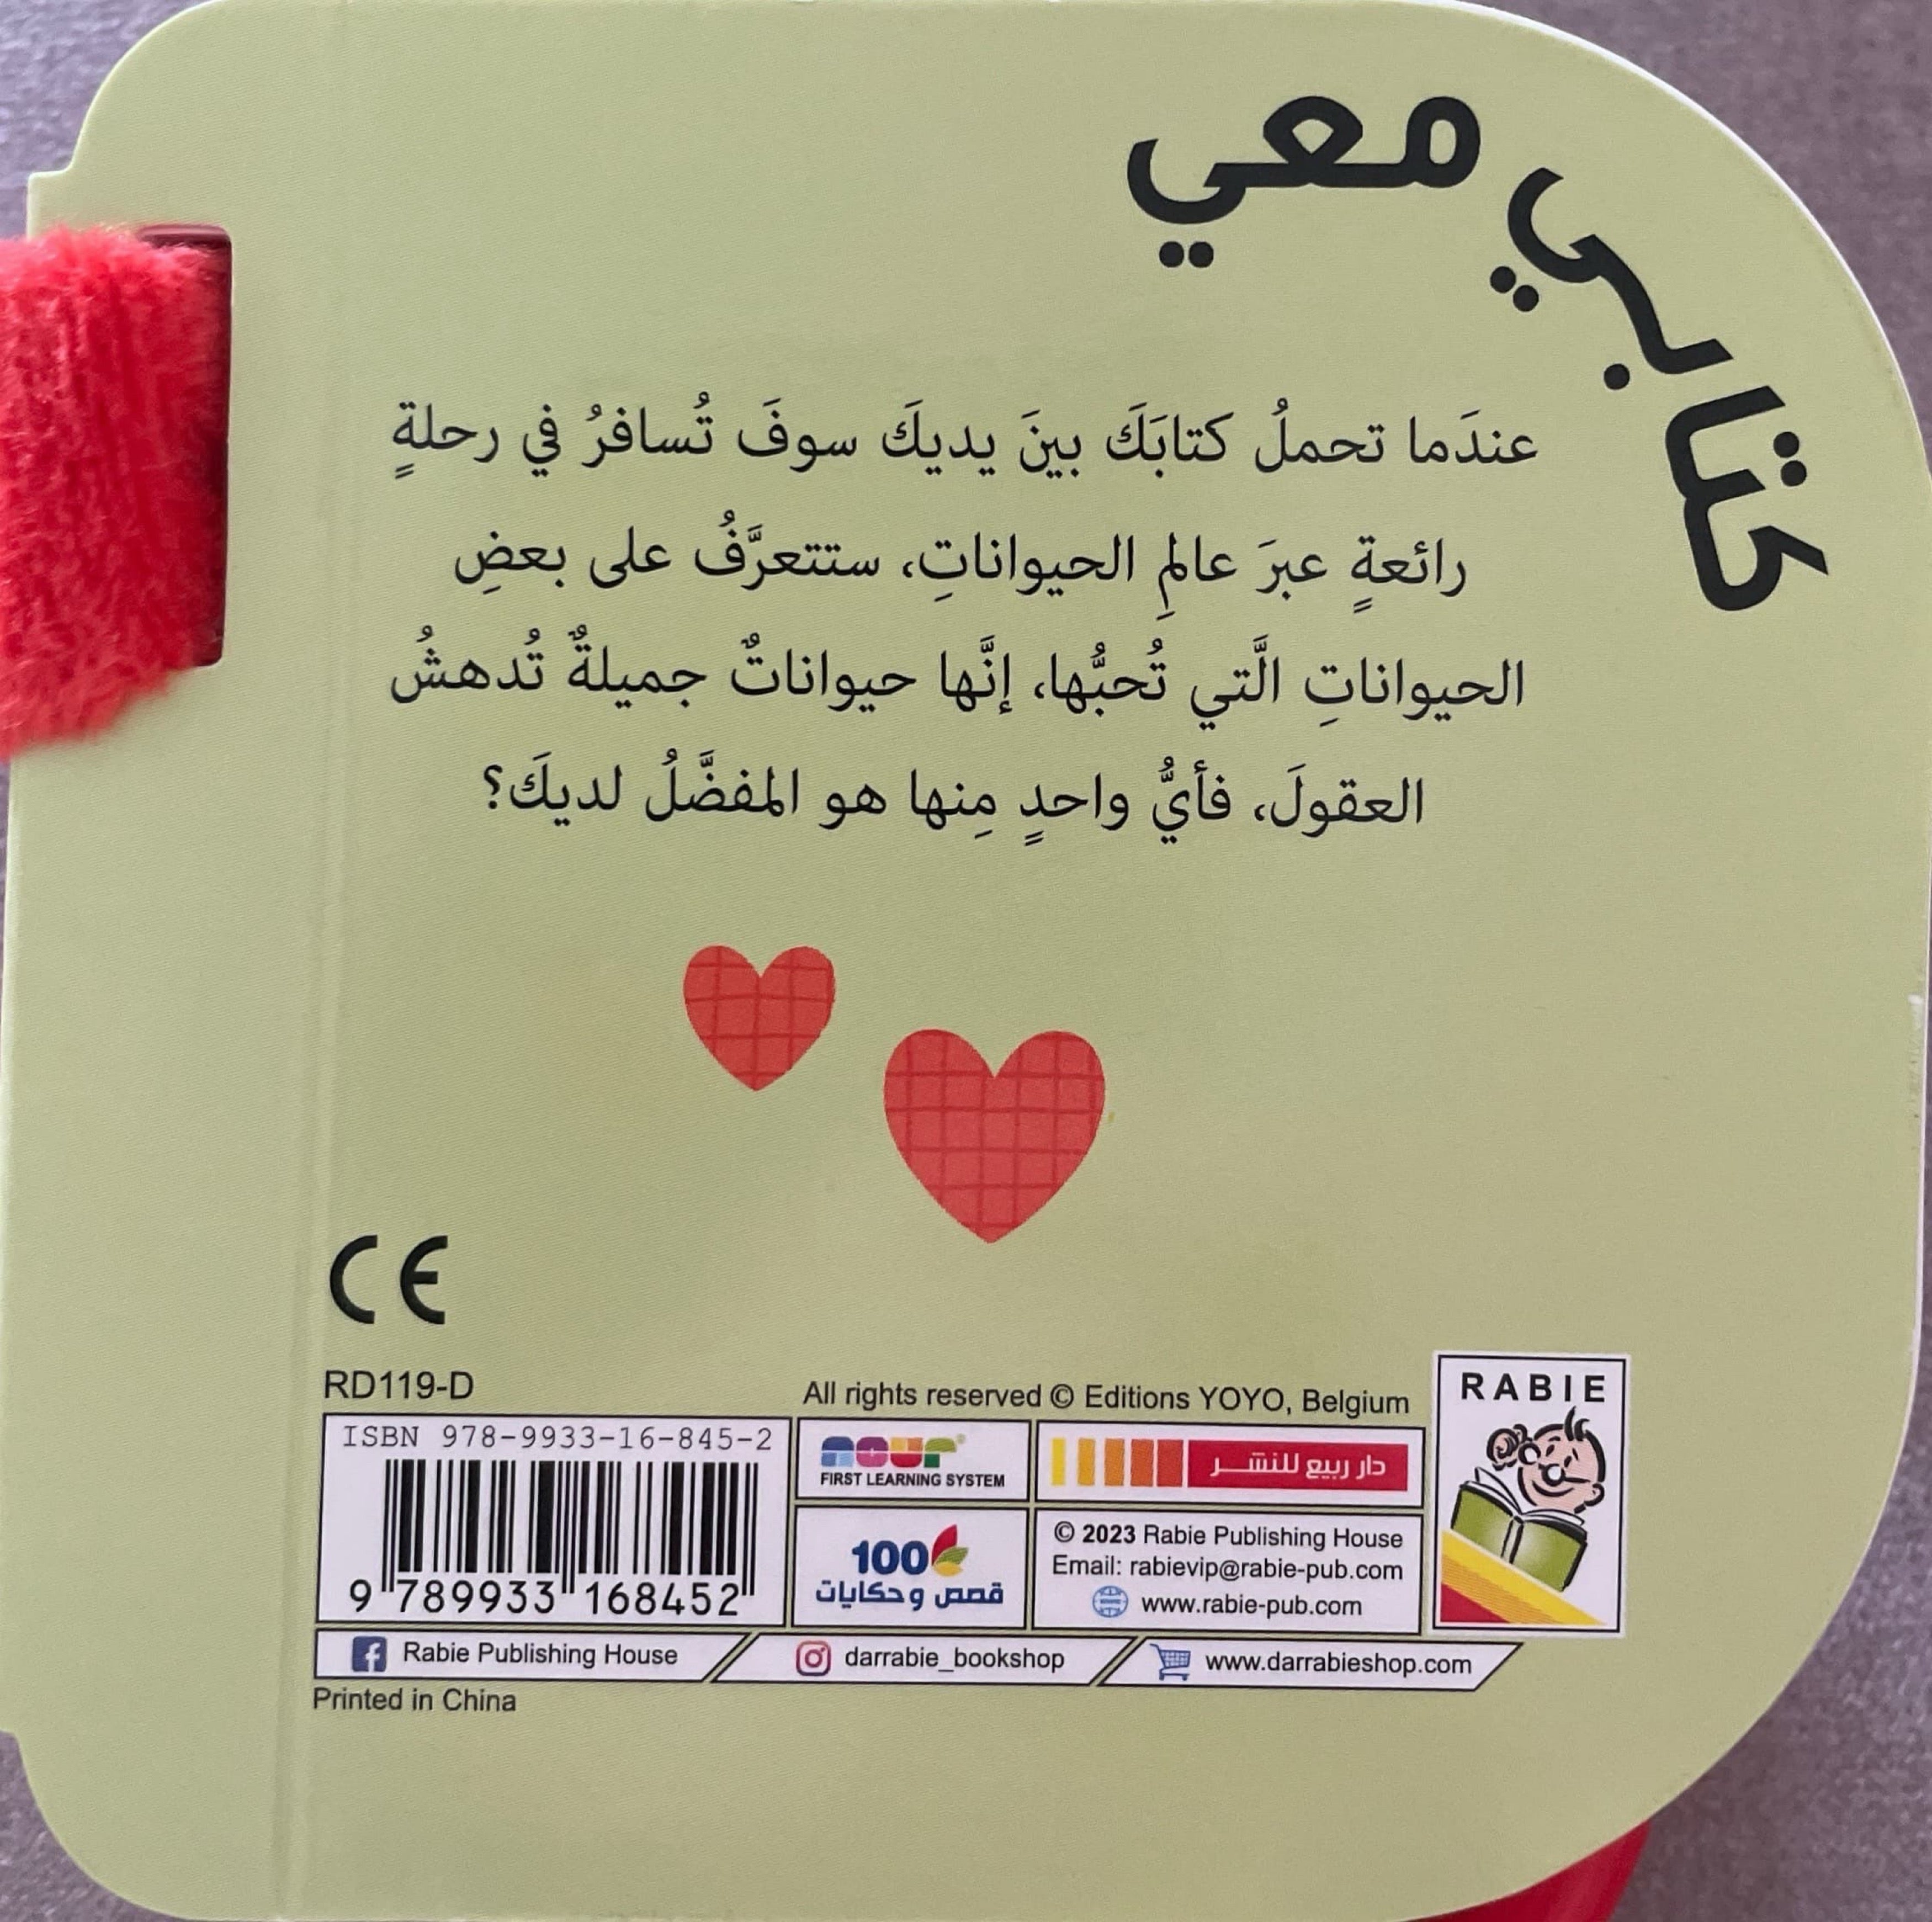 كتابي معي
عندَما تحملُ كتابَكَ بينَ يديكَ سوفَ تُسافرُ في رحلةٍ
رائعةٍ عبرَ عالمِ الحيواناتِ، ستتعرَّفُ على بعضِ
الحيواناتِ الَّتي تُحبُّها، إنَّها حيواناتٌ جميلةٌ تُدهشُ
العقولَ، فأيُّ واحدٍ مِنها هو المفضَّلُ لديكَ؟
CE
RD119-D
All rights reserved © Editions YOYO, Belgium
RABIE
ISBN 978-9933-16-845-2
9 789933 168452
nour®
FIRST LEARNING SYSTEM
دار ربيع للنشر
100
قصص وحكايات
© 2023 Rabie Publishing House
Email: rabievip@rabie-pub.com
www.rabie-pub.com
Rabie Publishing House
darrabie_bookshop
www.darrabieshop.com
Printed in China